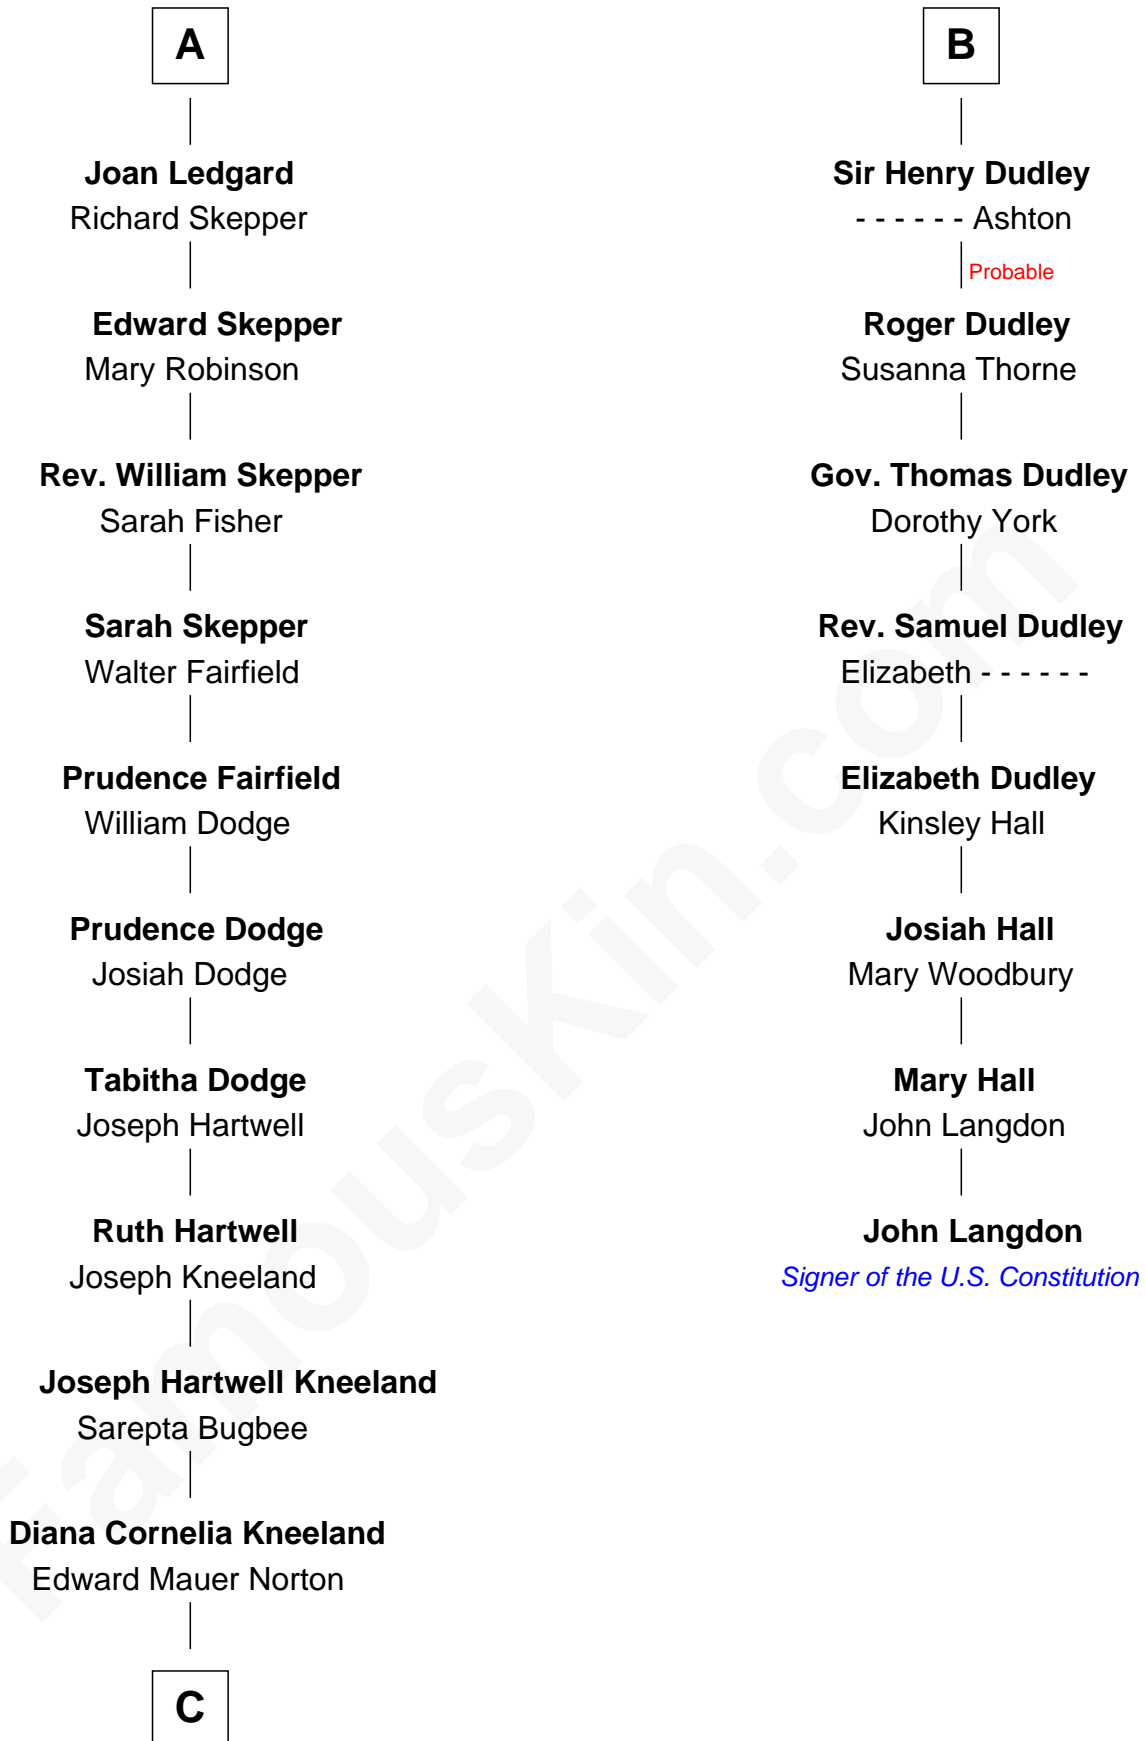 A
Joan Ledgard
Richard Skepper
Edward Skepper
Mary Robinson
Rev. William Skepper
Sarah Fisher
Sarah Skepper
Walter Fairfield
Prudence Fairfield
William Dodge
Prudence Dodge
Josiah Dodge
Tabitha Dodge
Joseph Hartwell
Ruth Hartwell
Joseph Kneeland
Joseph Hartwell Kneeland
Sarepta Bugbee
Diana Cornelia Kneeland
Edward Mauer Norton
C
B
Sir Henry Dudley
- - - - - - Ashton
Probable
Roger Dudley
Susanna Thorne
Gov. Thomas Dudley
Dorothy York
Rev. Samuel Dudley
Elizabeth - - - - - -
Elizabeth Dudley
Kinsley Hall
Josiah Hall
Mary Woodbury
Mary Hall
John Langdon
John Langdon
Signer of the U.S. Constitution
FamousKin.com